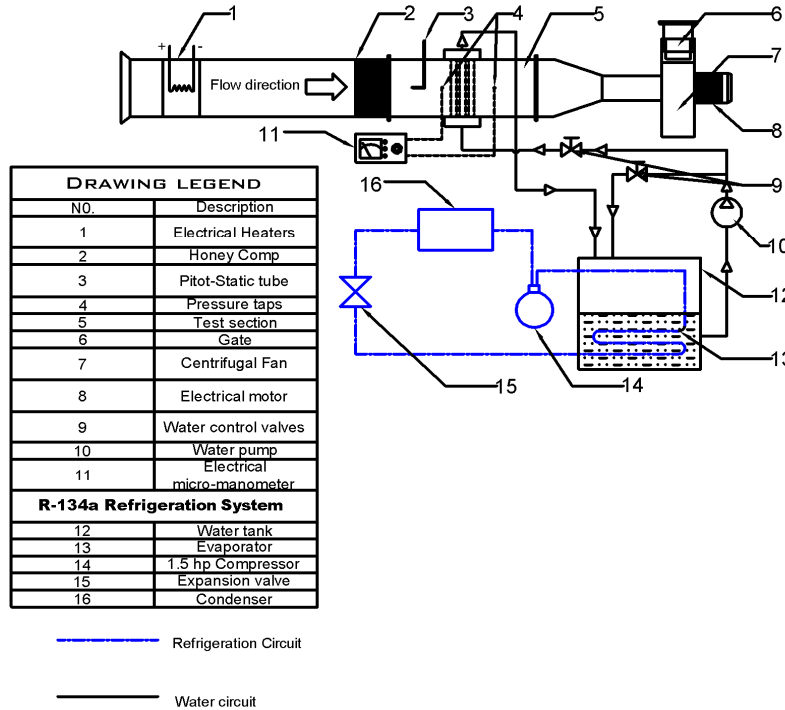 1 2 3 4 5 6
+ -
Flow direction
7
8
11
9
16
10
12
13
15 14
DRAWING LEGEND
N0. Description
1 Electrical Heaters
2 Honey Comp
3 Pitot-Static tube
4 Pressure taps
5 Test section
6 Gate
7 Centrifugal Fan
8 Electrical motor
9 Water control valves
10 Water pump
11 Electrical
micro-manometer
R-134a Refrigeration System
12 Water tank
13 Evaporator
14 1.5 hp Compressor
15 Expansion valve
16 Condenser
Refrigeration Circuit
Water circuit